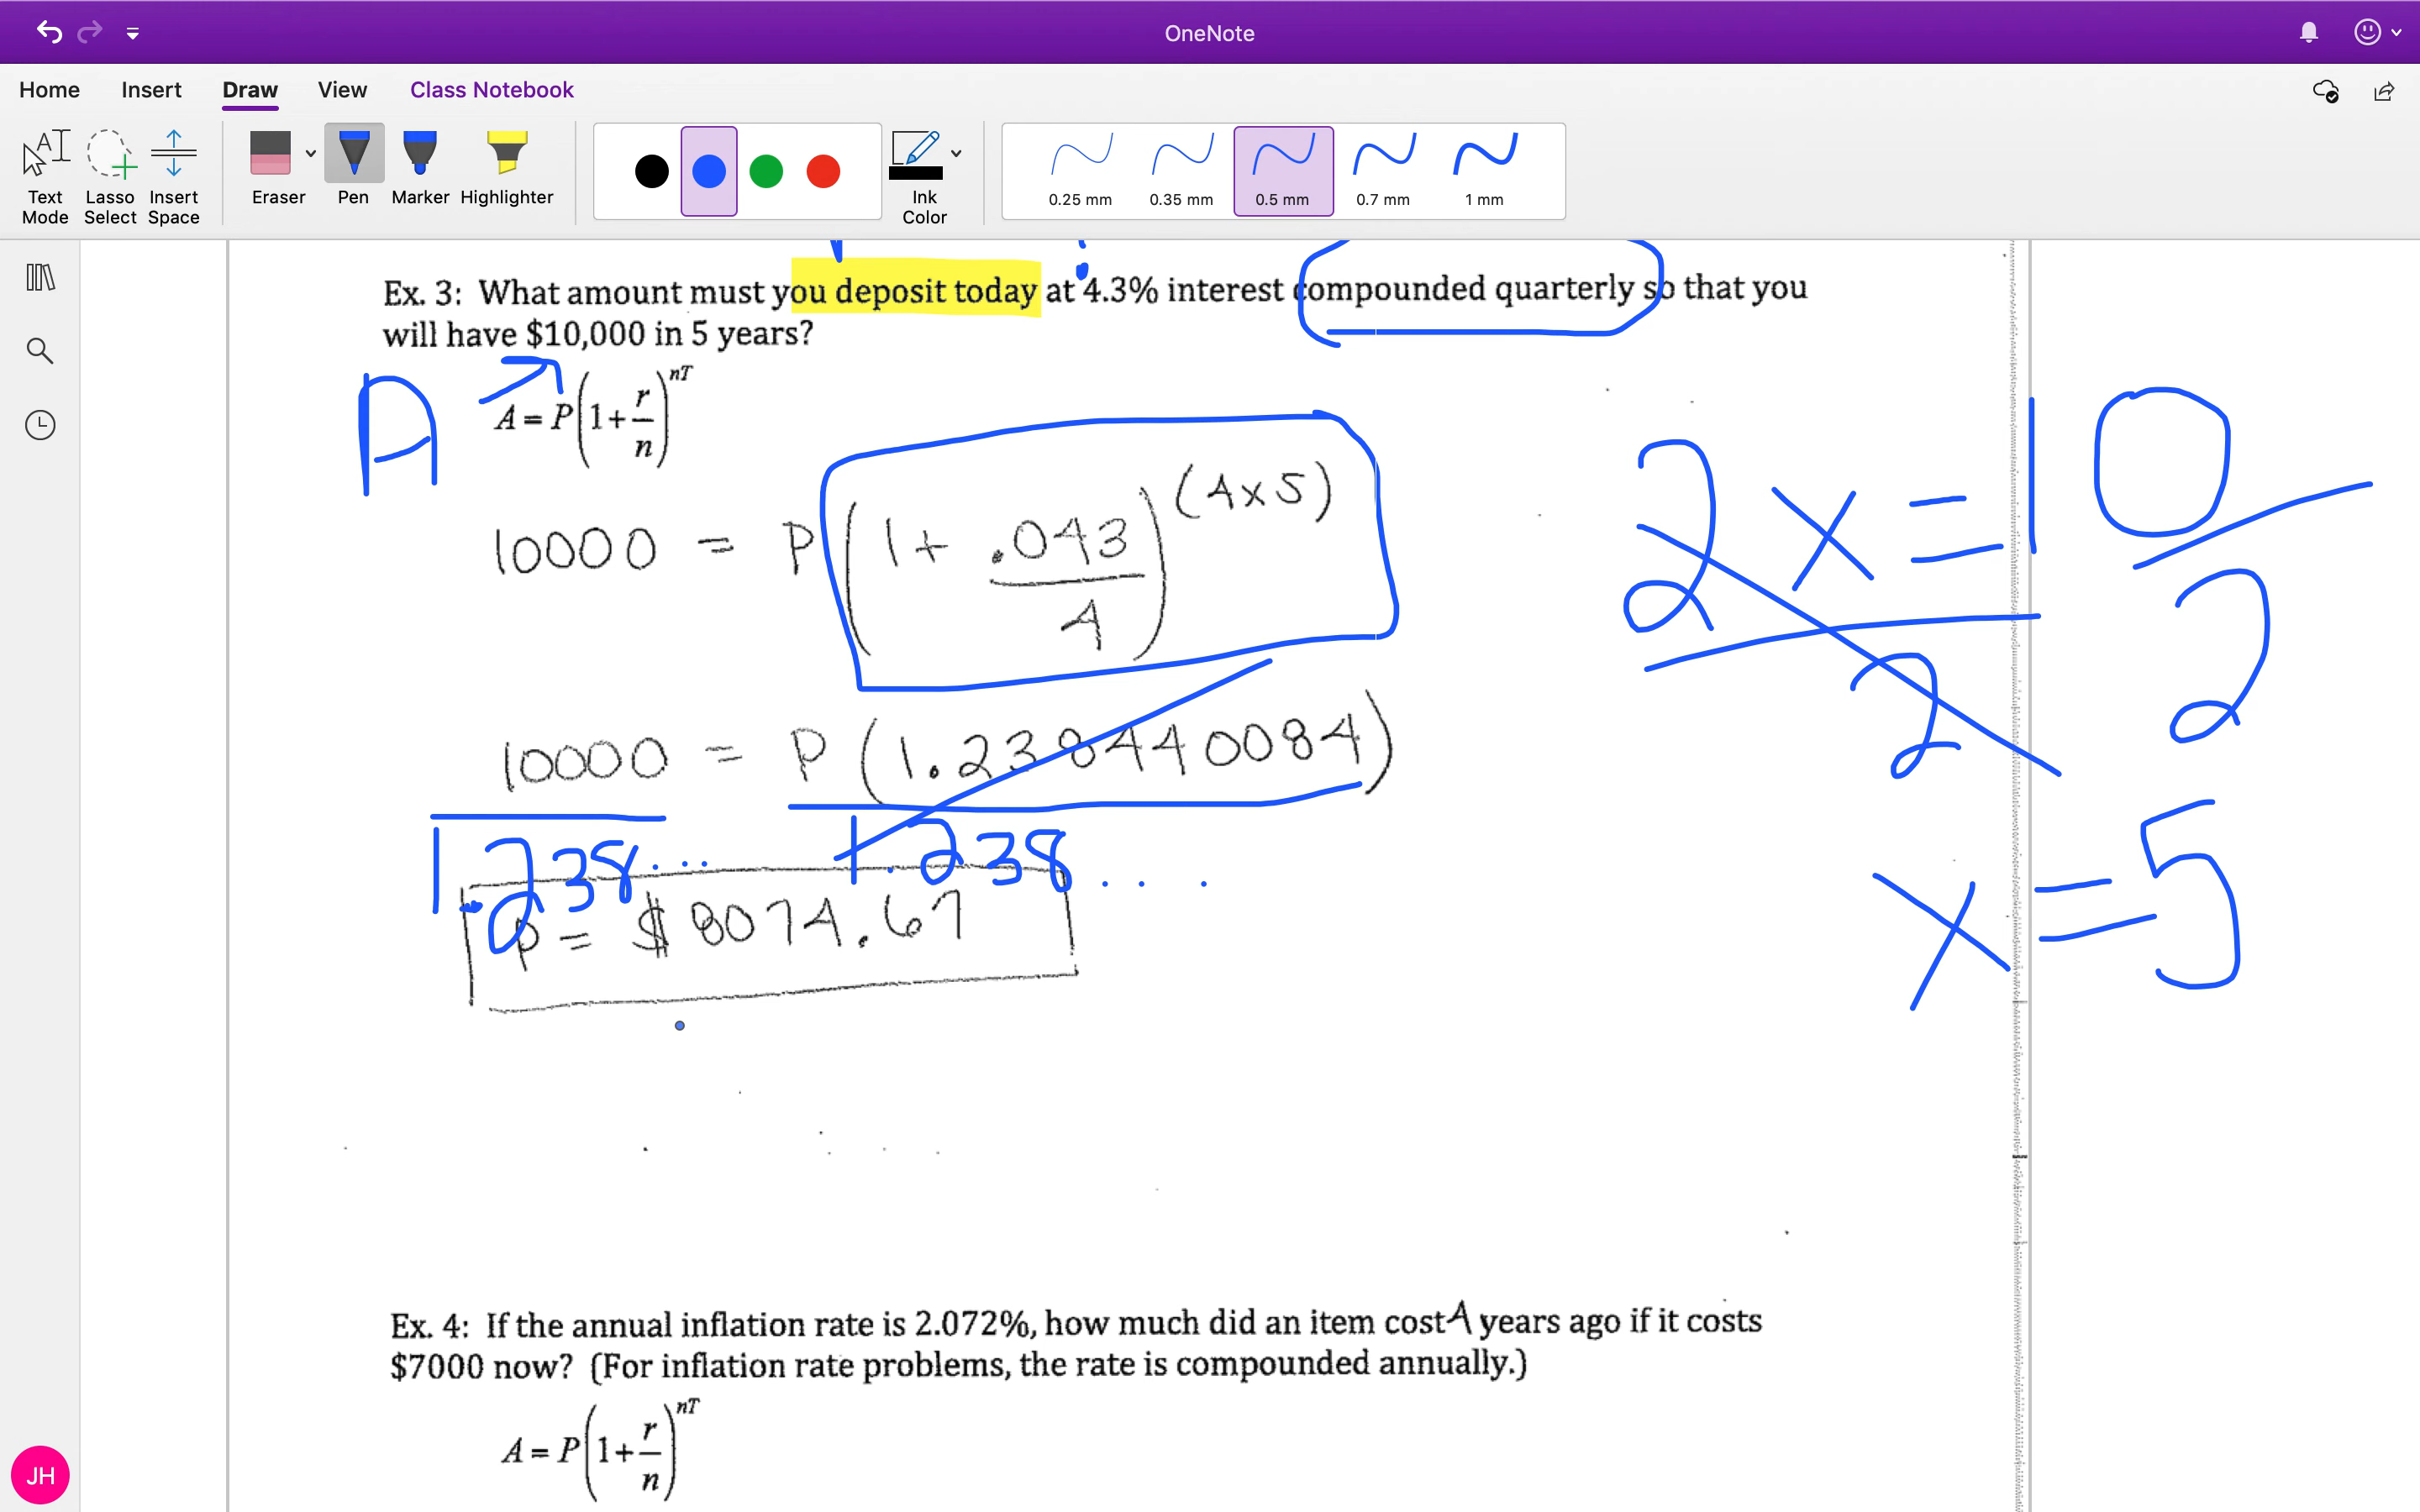 OneNote
Home Insert Draw View Class Notebook
Text Mode Lasso Select Insert Space Eraser Pen Marker Highlighter Ink Color 0.25 mm 0.35 mm 0.5 mm 0.7 mm 1 mm
Ex. 3: What amount must you deposit today at 4.3% interest compounded quarterly so that you
will have $10,000 in 5 years?
A
A = P(1+r/n)^nT
10000 = P(1+ .043/4)^(4x5)
10000 = P(1.238440084)
1.238... 1.238....
P = $8074.67
2x = 10
2 2 2
x = 5
Ex. 4: If the annual inflation rate is 2.072%, how much did an item cost 4 years ago if it costs
$7000 now? (For inflation rate problems, the rate is compounded annually.)
A = P(1+r/n)^nT
JH